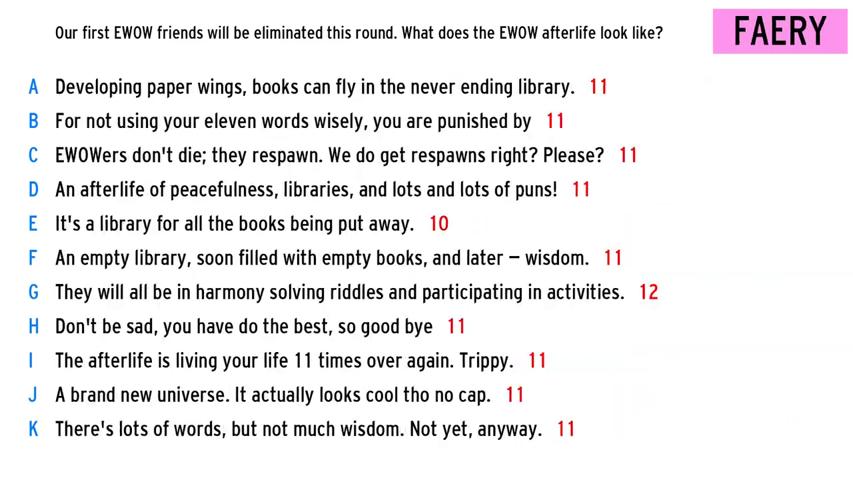 Our first EWOW friends will be eliminated this round. What does the EWOW afterlife look like?
FAERY
A Developing paper wings, books can fly in the never ending library. 11
B For not using your eleven words wisely, you are punished by 11
C EWOWers don't die; they respawn. We do get respawns right? Please? 11
D An afterlife of peacefulness, libraries, and lots and lots of puns! 11
E It's a library for all the books being put away. 10
F An empty library, soon filled with empty books, and later – wisdom. 11
G They will all be in harmony solving riddles and participating in activities. 12
H Don't be sad, you have do the best, so good bye 11
I The afterlife is living your life 11 times over again. Trippy. 11
J A brand new universe. It actually looks cool tho no cap. 11
K There's lots of words, but not much wisdom. Not yet, anyway. 11